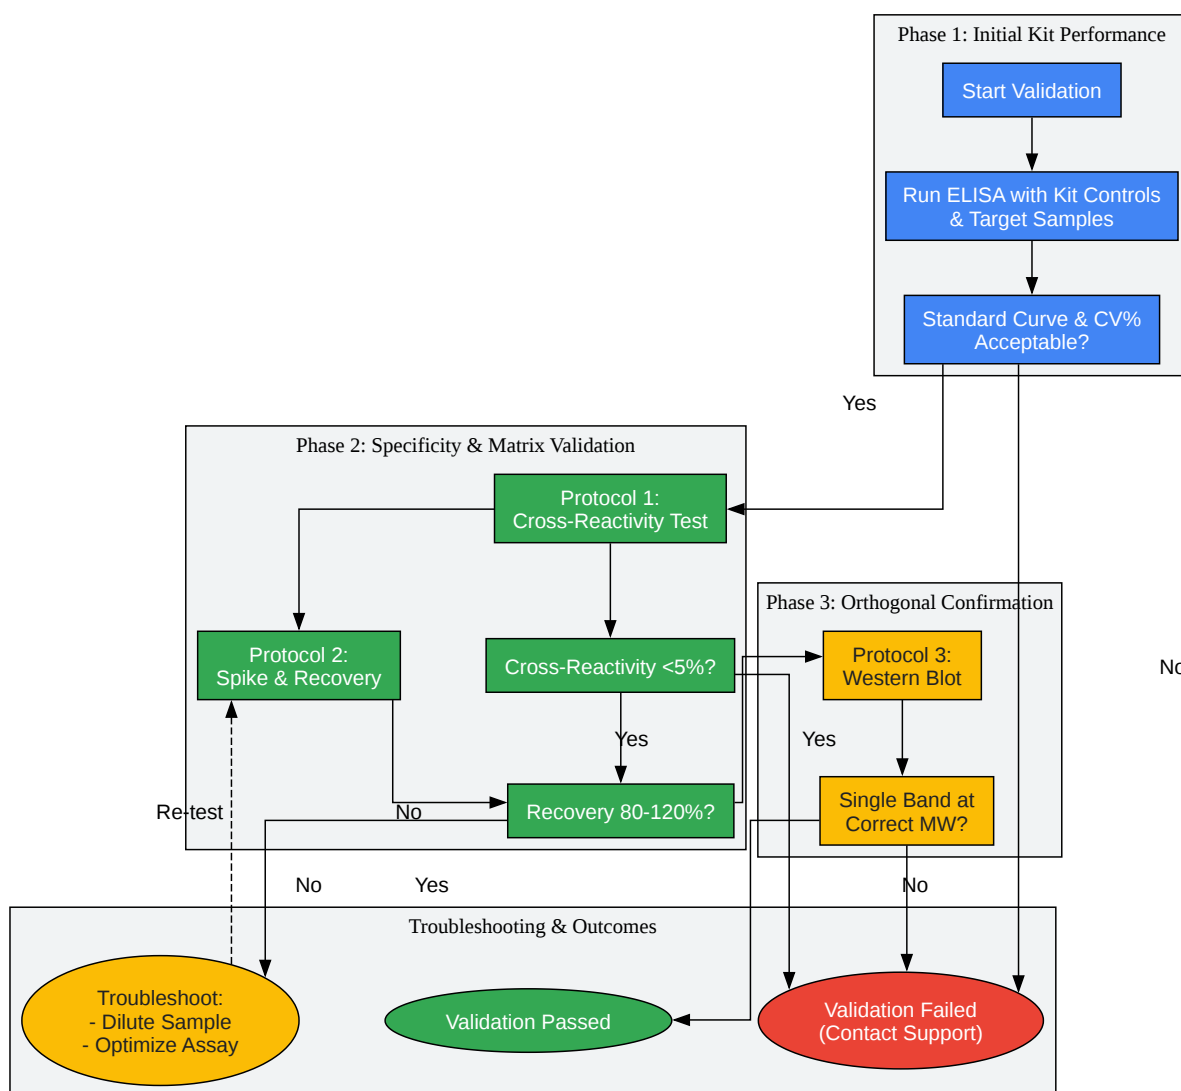 Phase 1: Initial Kit Performance
Start Validation
Run ELISA with Kit Controls
& Target Samples
Standard Curve & CV%
Acceptable?
Yes
Phase 2: Specificity & Matrix Validation
Protocol 1:
Cross-Reactivity Test
Phase 3: Orthogonal Confirmation
Protocol 2:
Spike & Recovery
Cross-Reactivity <5%?
Protocol 3:
Western Blot
No
Yes
Yes
Re-test
No
Recovery 80-120%?
Single Band at
Correct MW?
No
Yes
No
Troubleshooting & Outcomes
Troubleshoot:
- Dilute Sample
- Optimize Assay
Validation Passed
Validation Failed
(Contact Support)